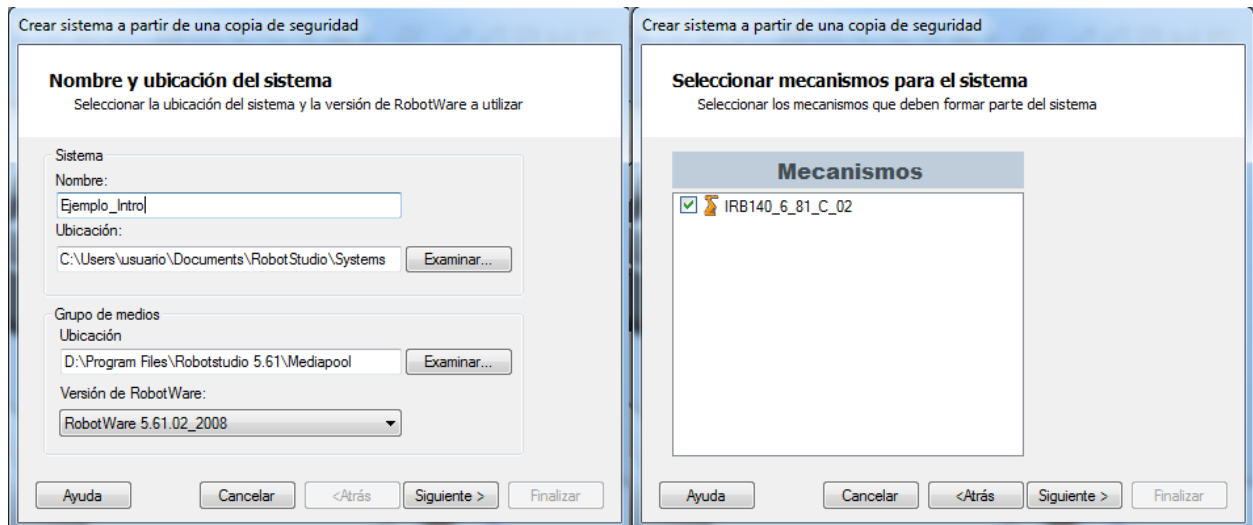 Crear sistema a partir de una copia de seguridad
Nombre y ubicación del sistema
Seleccionar la ubicación del sistema y la versión de RobotWare a utilizar
Sistema
Nombre:
Ejemplo_Intro
Ubicación:
C:\Users\usuario\Documents\RobotStudio\Systems
Examinar...
Grupo de medios
Ubicación
D:\Program Files\Robotstudio 5.61\Mediapool
Examinar...
Versión de RobotWare:
RobotWare 5.61.02_2008
Ayuda
Cancelar
<Atrás
Siguiente >
Finalizar
Crear sistema a partir de una copia de seguridad
Seleccionar mecanismos para el sistema
Seleccionar los mecanismos que deben formar parte del sistema
Mecanismos
IRB140_6_81_C_02
Ayuda
Cancelar
<Atrás
Siguiente >
Finalizar